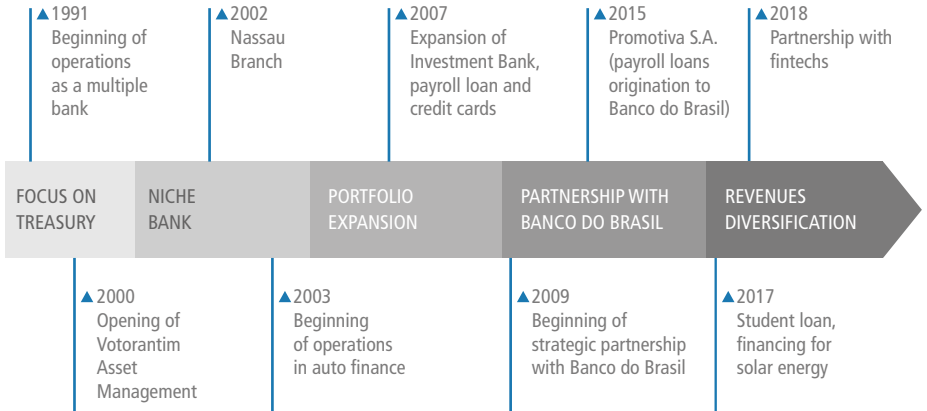 ▲1991
Beginning of
operations
as a multiple
bank
▲2002
Nassau
Branch
▲2007
Expansion of
Investment Bank,
payroll loan and
credit cards
▲2015
Promotiva S.A.
(payroll loans
origination to
Banco do Brasil)
▲2018
Partnership with
fintechs
FOCUS ON
TREASURY
NICHE
BANK
PORTFOLIO
EXPANSION
PARTNERSHIP WITH
BANCO DO BRASIL
REVENUES
DIVERSIFICATION
▲2000
Opening of
Votorantim
Asset
Management
▲2003
Beginning
of operations
in auto finance
▲2009
Beginning of
strategic partnership
with Banco do Brasil
▲2017
Student loan,
financing for
solar energy